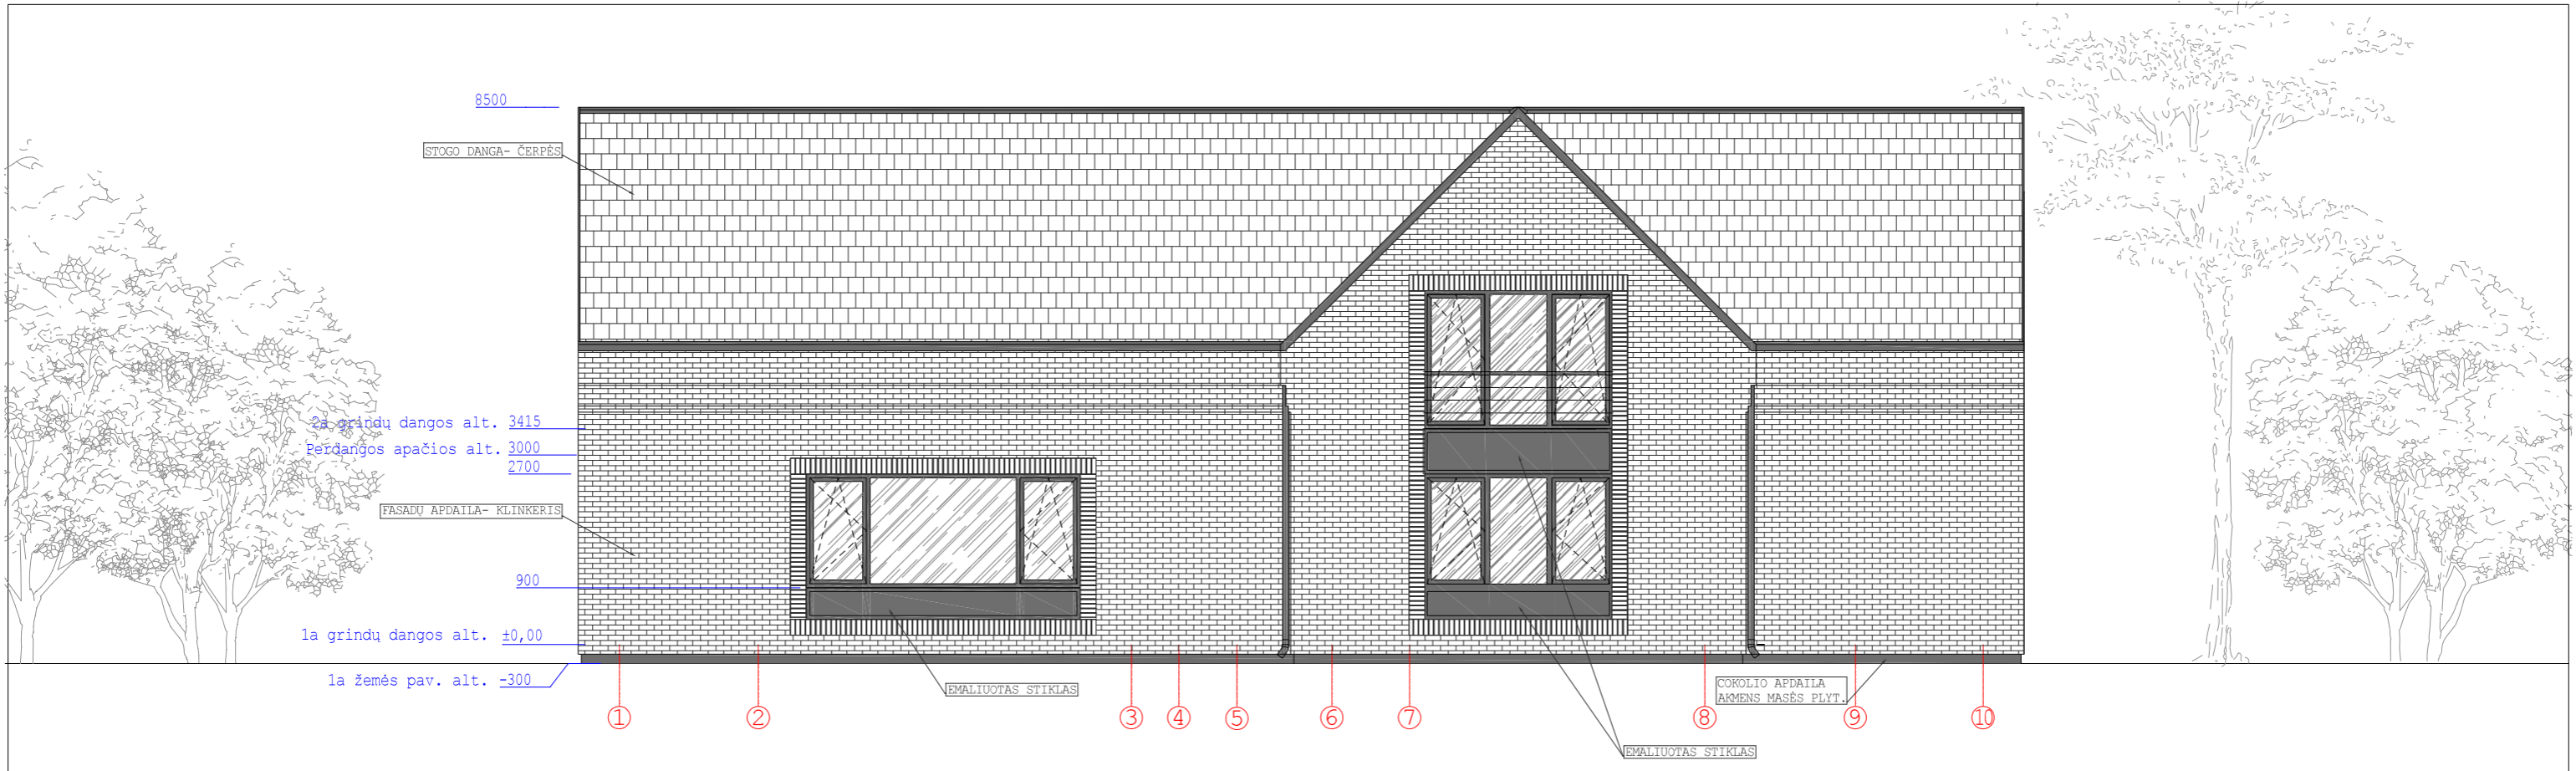 8500
STOGO DANGA- ČERPĖS
2a grindų dangos alt. 3415
Perdangos apačios alt. 3000
2700
FASADŲ APDAILA- KLINKERIS
900
1a grindų dangos alt. ±0,00
1a žemės pav. alt. -300
EMALIUOTAS STIKLAS
COKOLIO APDAILA
AKMENS MASĖS PLYT.
1 2 3 4 5 6 7 8 9 10
EMALIUOTAS STIKLAS